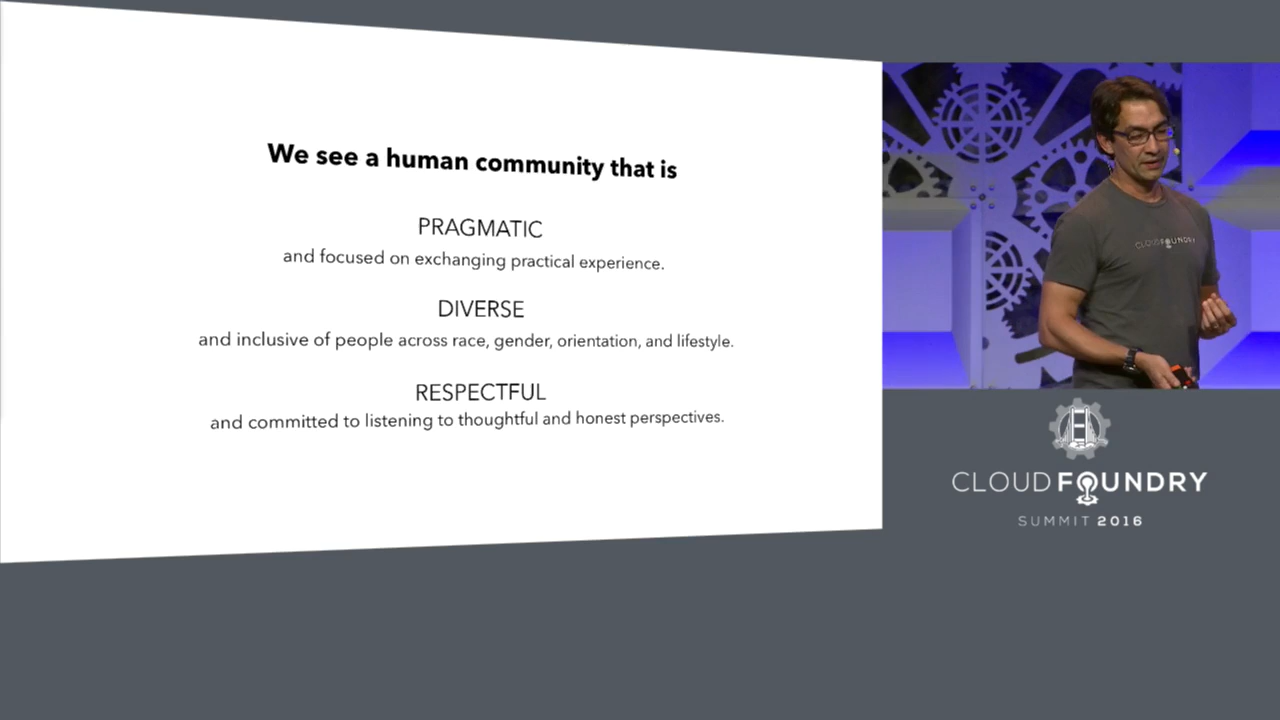 We see a human community that is
PRAGMATIC
and focused on exchanging practical experience.
DIVERSE
and inclusive of people across race, gender, orientation, and lifestyle.
RESPECTFUL
and committed to listening to thoughtful and honest perspectives.
CLOUD FOUNDRY
CLOUD FOUNDRY
SUMMIT 2016